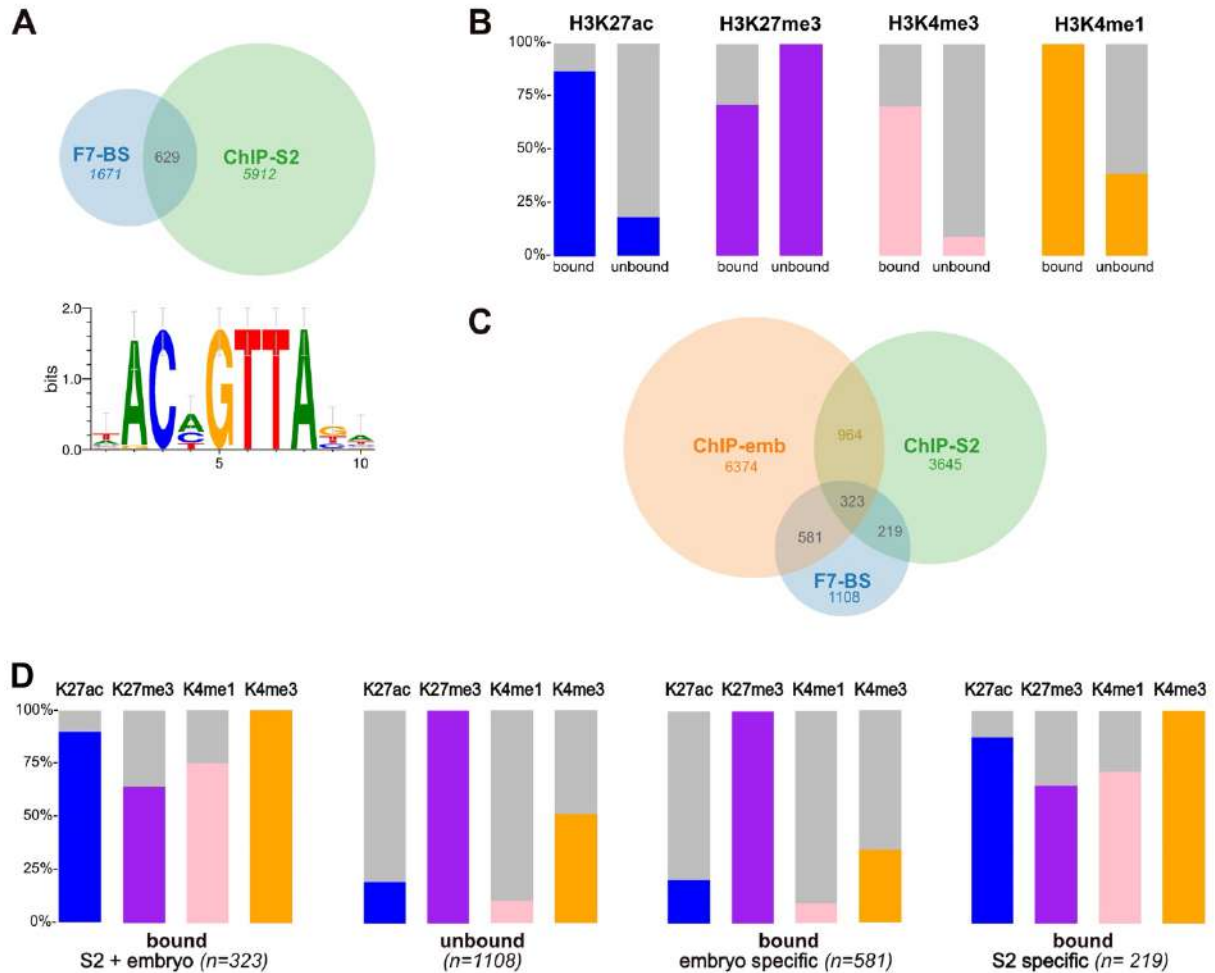 A
F7-BS
1671
629
ChIP-S2
5912
2.0
1.0
0.0
bits
5
10
B
H3K27ac H3K27me3 H3K4me3 H3K4me1
100%-
75%-
50%-
25%-
0%-
bound unbound bound unbound bound unbound bound unbound
C
ChIP-emb
6374
964
ChIP-S2
3645
323
581
219
F7-BS
1108
D
K27ac K27me3 K4me1 K4me3 K27ac K27me3 K4me1 K4me3 K27ac K27me3 K4me1 K4me3 K27ac K27me3 K4me1 K4me3
100%-
75%-
50%-
25%-
0%-
bound unbound bound bound
S2 + embryo (n=323) (n=1108) embryo specific (n=581) S2 specific (n= 219)